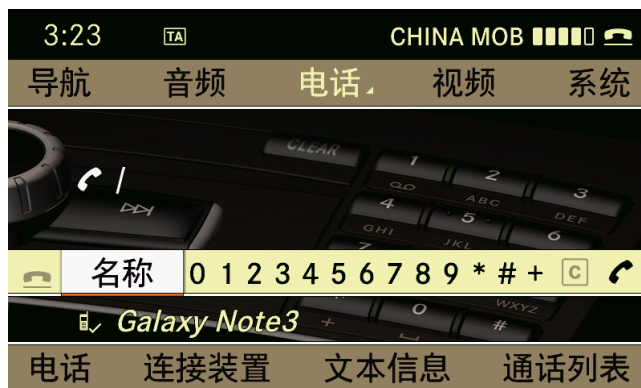 3:23 TA CHINA MOB
导航 音频 电话 视频 系统
CLEAR
1
2 ABC
3 DEF
4 GHI
5 JKL
6
7
名称 0 1 2 3 4 5 6 7 8 9 * # + C
WXYZ
Galaxy Note3 + 0 #
电话 连接装置 文本信息 通话列表